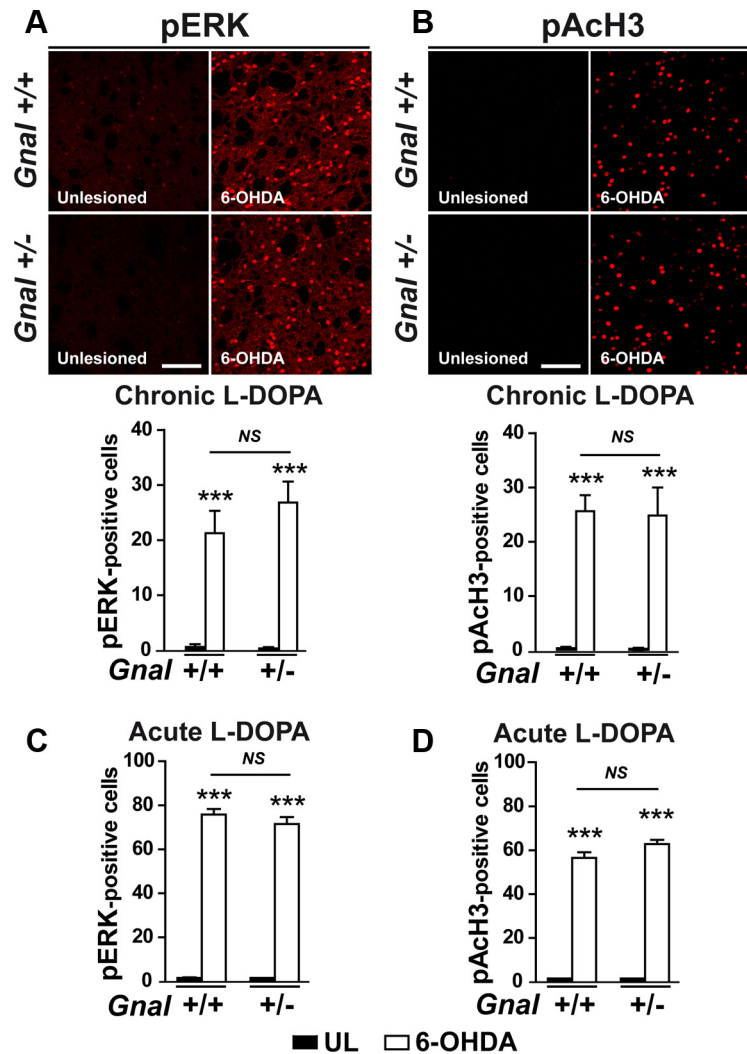 A
pERK
B
pAcH3
Gnal +/+
Unlesioned
6-OHDA
Gnal +/+
Unlesioned
6-OHDA
Gnal +/-
Unlesioned
6-OHDA
Gnal +/-
Unlesioned
6-OHDA
Chronic L-DOPA
pERK-positive cells
40
30
20
10
0
NS
***
***
Gnal +/+ +/-
Chronic L-DOPA
pAcH3-positive cells
40
30
20
10
0
NS
***
***
Gnal +/+ +/-
C
Acute L-DOPA
pERK-positive cells
100
80
60
40
20
0
NS
***
***
Gnal +/+ +/-
D
Acute L-DOPA
pAcH3-positive cells
100
80
60
40
20
0
NS
***
***
Gnal +/+ +/-
UL 6-OHDA